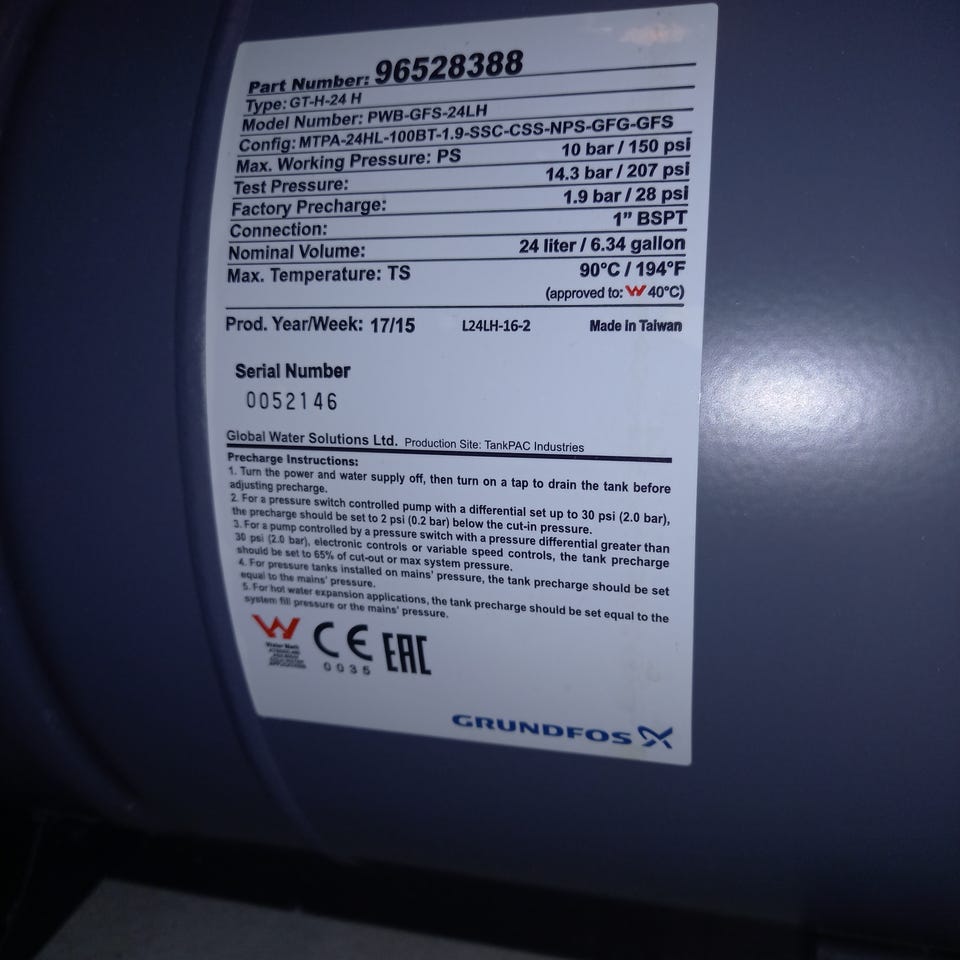 Part Number: 96528388
Type: GT-H-24 H
Model Number: PWB-GFS-24LH
Config: MTPA-24HL-100BT-1.9-SSC-CSS-NPS-GFG-GFS
Max. Working Pressure: PS 10 bar / 150 psi
Test Pressure: 14.3 bar / 207 psi
Factory Precharge: 1.9 bar / 28 psi
Connection: 1” BSPT
Nominal Volume: 24 liter / 6.34 gallon
Max. Temperature: TS 90°C / 194°F
(approved to: 40°C)
Prod. Year/Week: 17/15 L24LH-16-2 Made in Taiwan
Serial Number
0052146
Global Water Solutions Ltd. Production Site: TankPAC Industries
Precharge Instructions:
1. Turn the power and water supply off, then turn on a tap to drain the tank before
adjusting precharge.
2. For a pressure switch controlled pump with a differential set up to 30 psi (2.0 bar),
the precharge should be set to 2 psi (0.2 bar) below the cut-in pressure.
3. For a pump controlled by a pressure switch with a pressure differential greater than
30 psi (2.0 bar), electronic controls or variable speed controls, the tank precharge
should be set to 65% of cut-out or max system pressure.
4. For pressure tanks installed on mains’ pressure, the tank precharge should be set
equal to the mains’ pressure.
5. For hot water expansion applications, the tank precharge should be set equal to the
system fill pressure or the mains’ pressure.
Water Mark
CE
0035
EAC
GRUNDFOS